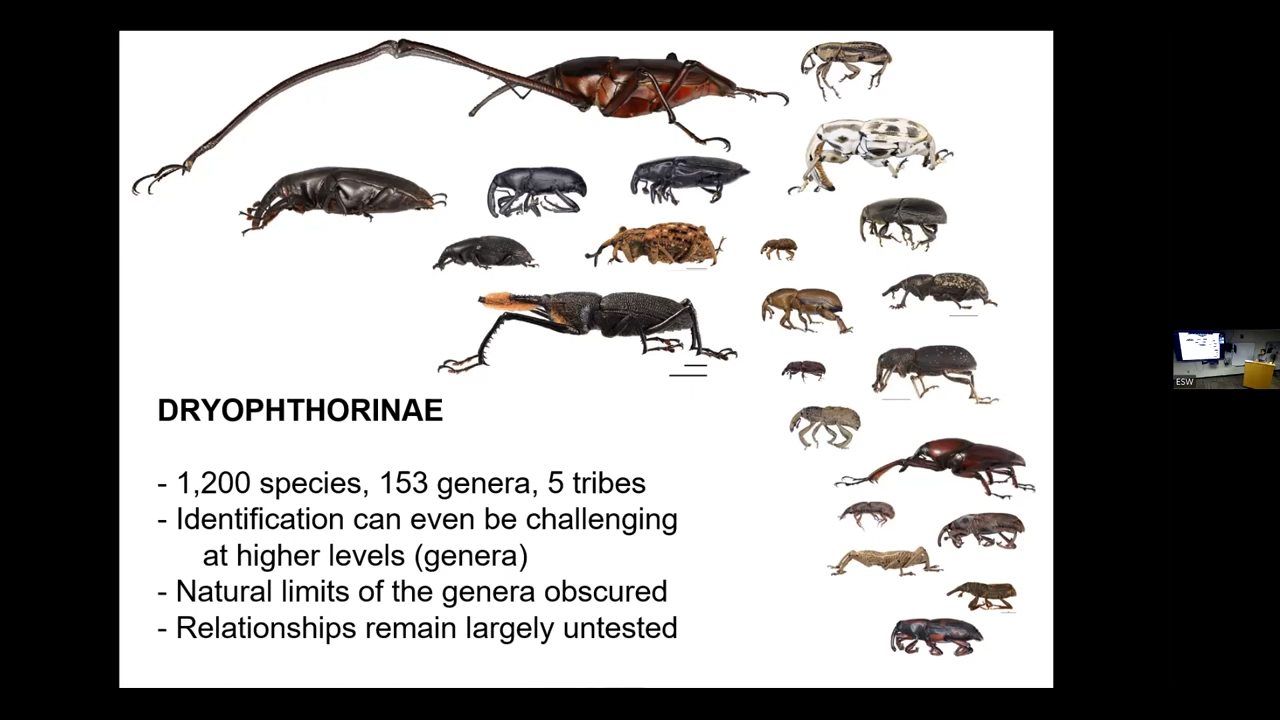 DRYOPHTHORINAE
- 1,200 species, 153 genera, 5 tribes
- Identification can even be challenging
at higher levels (genera)
- Natural limits of the genera obscured
- Relationships remain largely untested
ESW